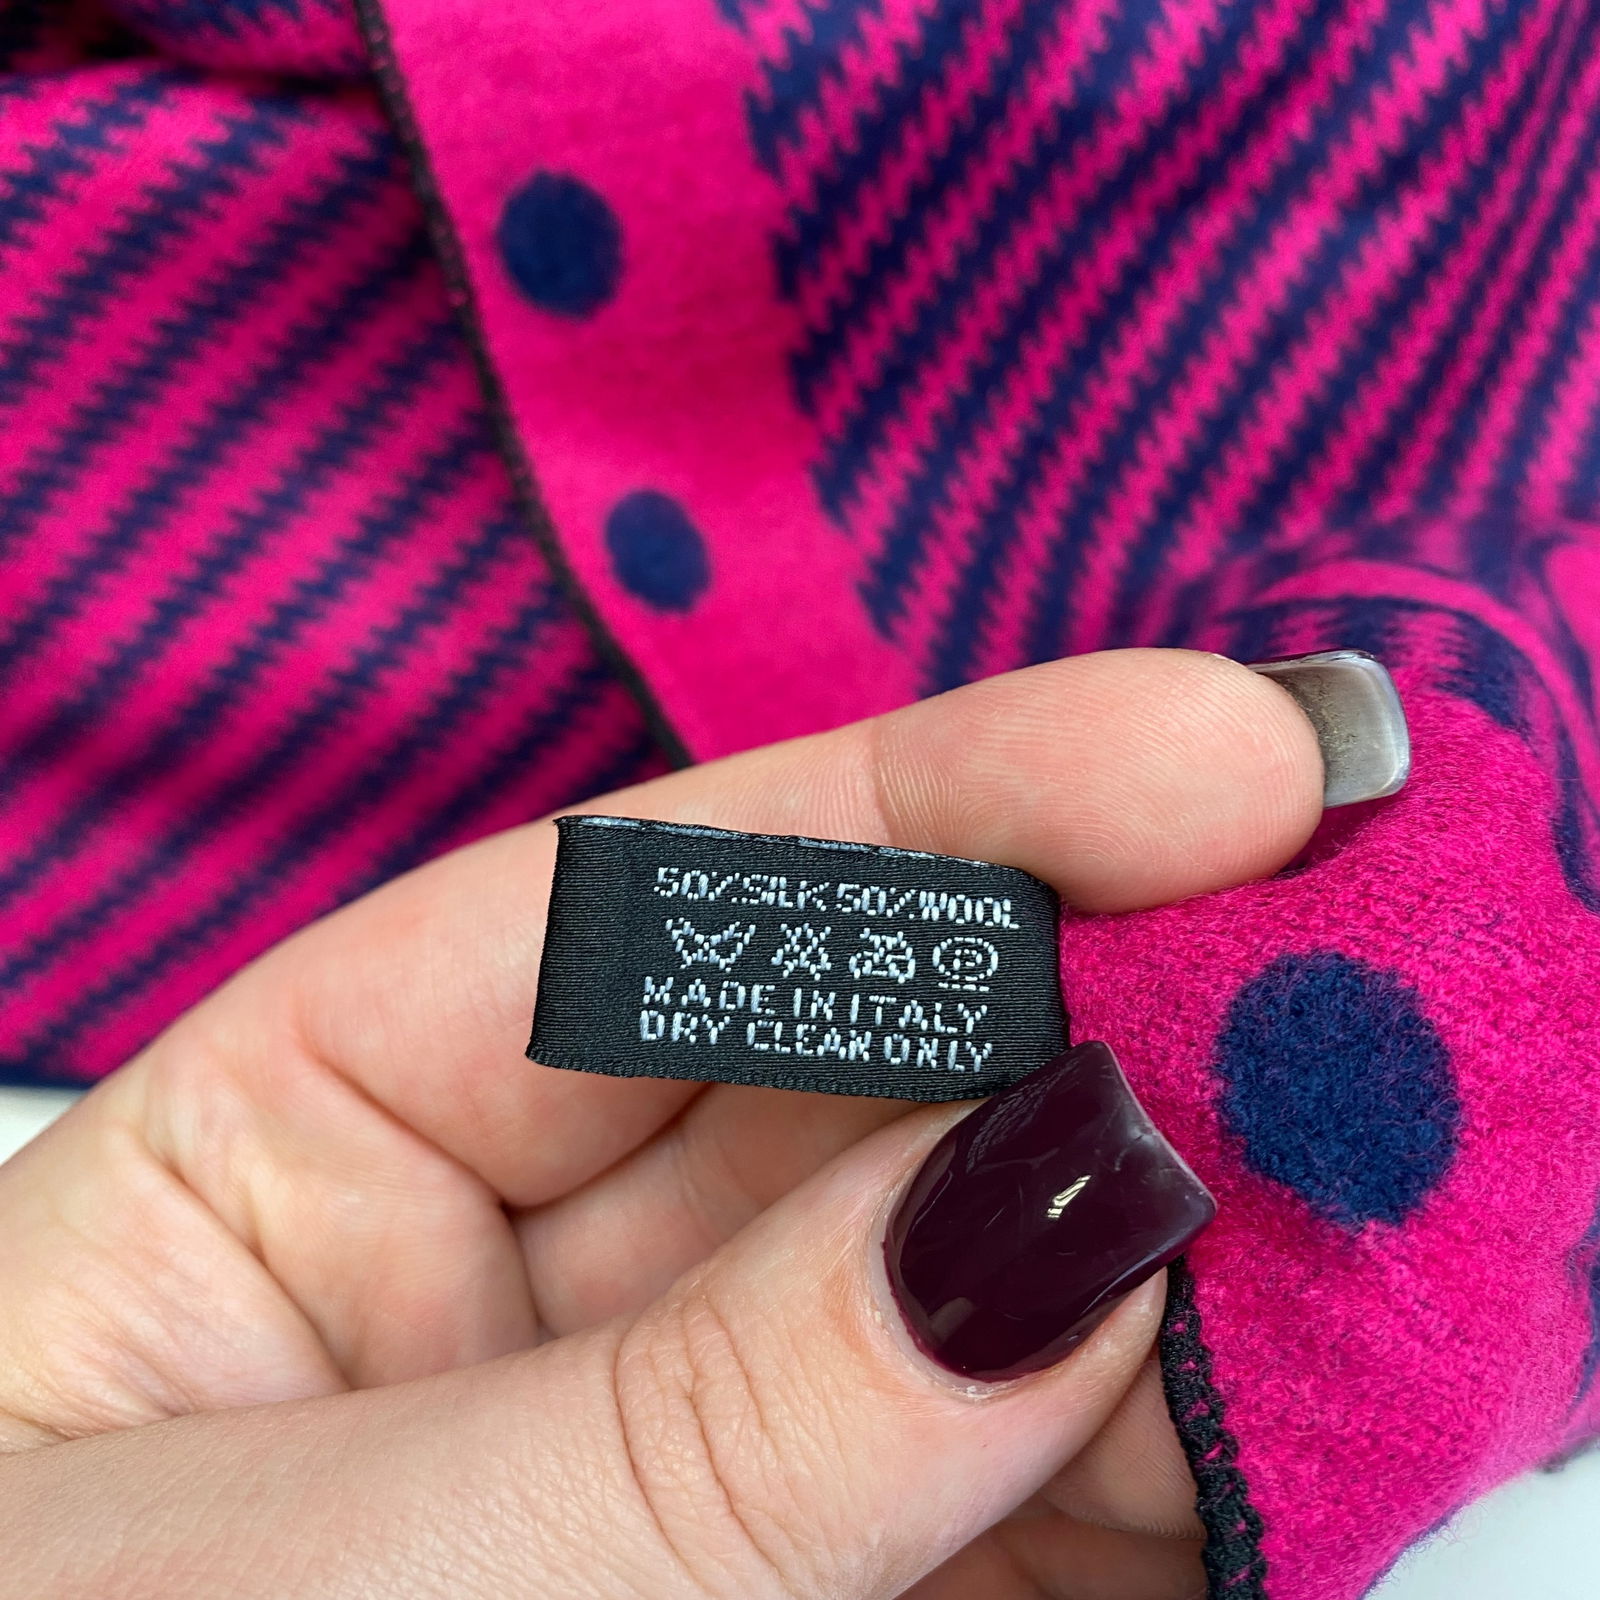 50% SILK 50% WOOL
P
MADE IN ITALY
DRY CLEAN ONLY